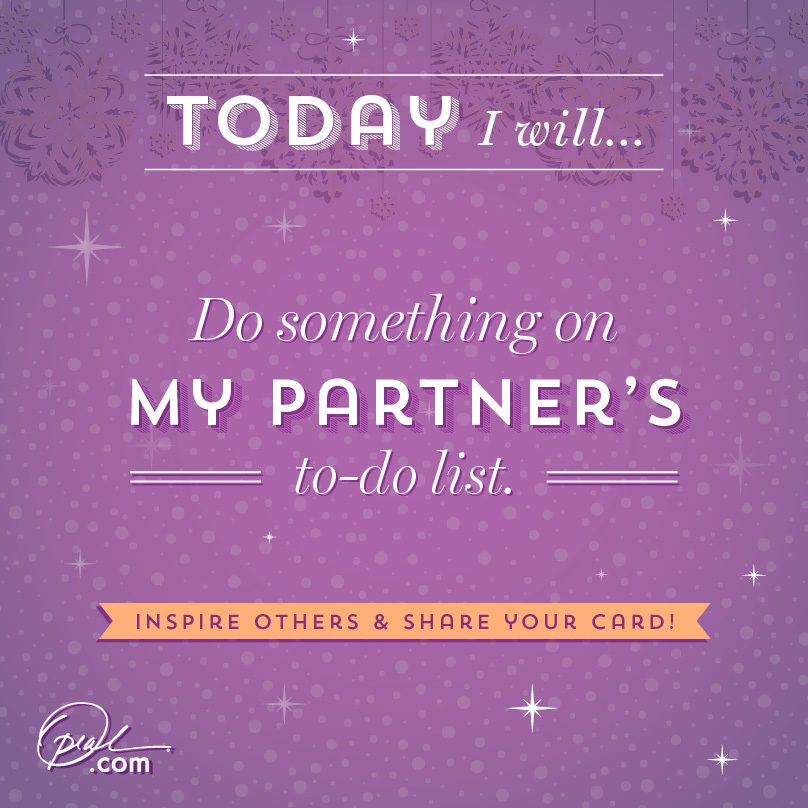 TODAY I will...
Do something on
MY PARTNER'S
to-do list.
INSPIRE OTHERS & SHARE YOUR CARD!
Oprah
.com